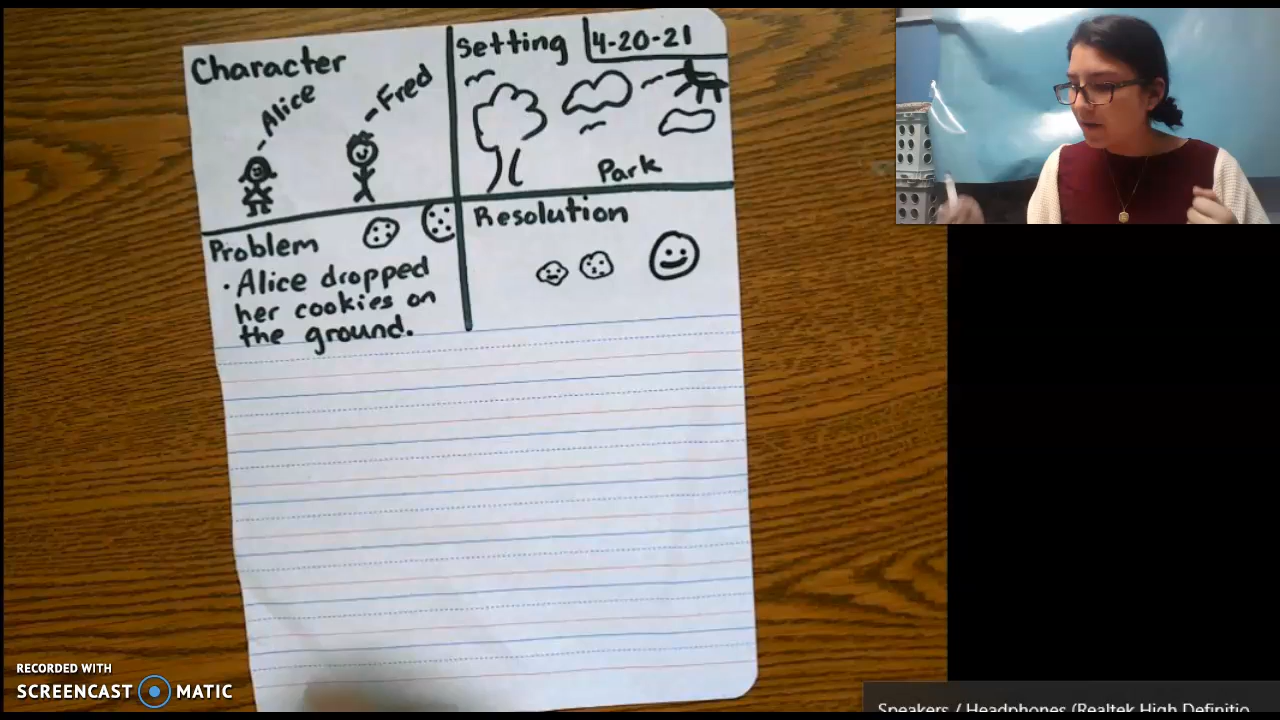 Character
Alice
Fred
Setting
4-20-21
Park
Problem
· Alice dropped
her cookies on
the ground.
Resolution
RECORDED WITH
SCREENCAST MATIC
Speakers / Headphones (Realtek High Definitio